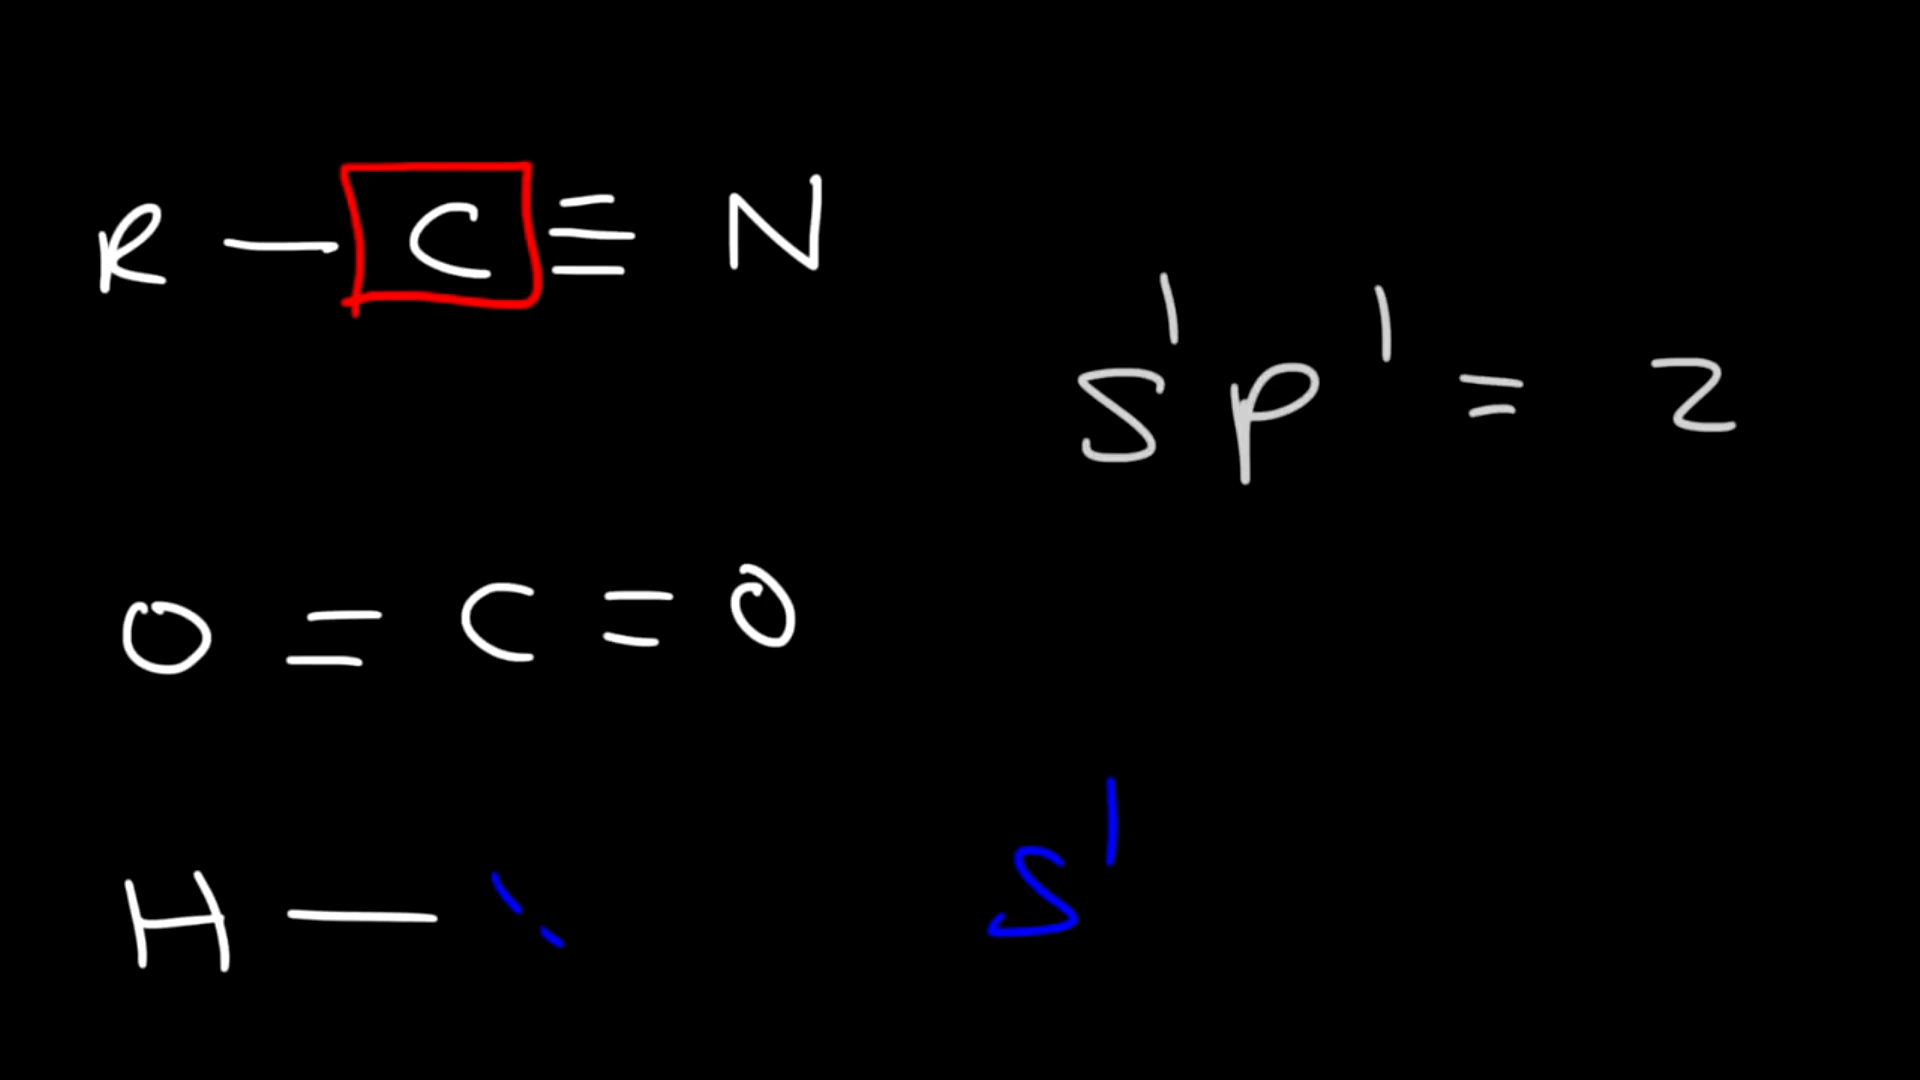 R — C ≡ N
s¹p¹ = 2
O = C = O
H —
s¹